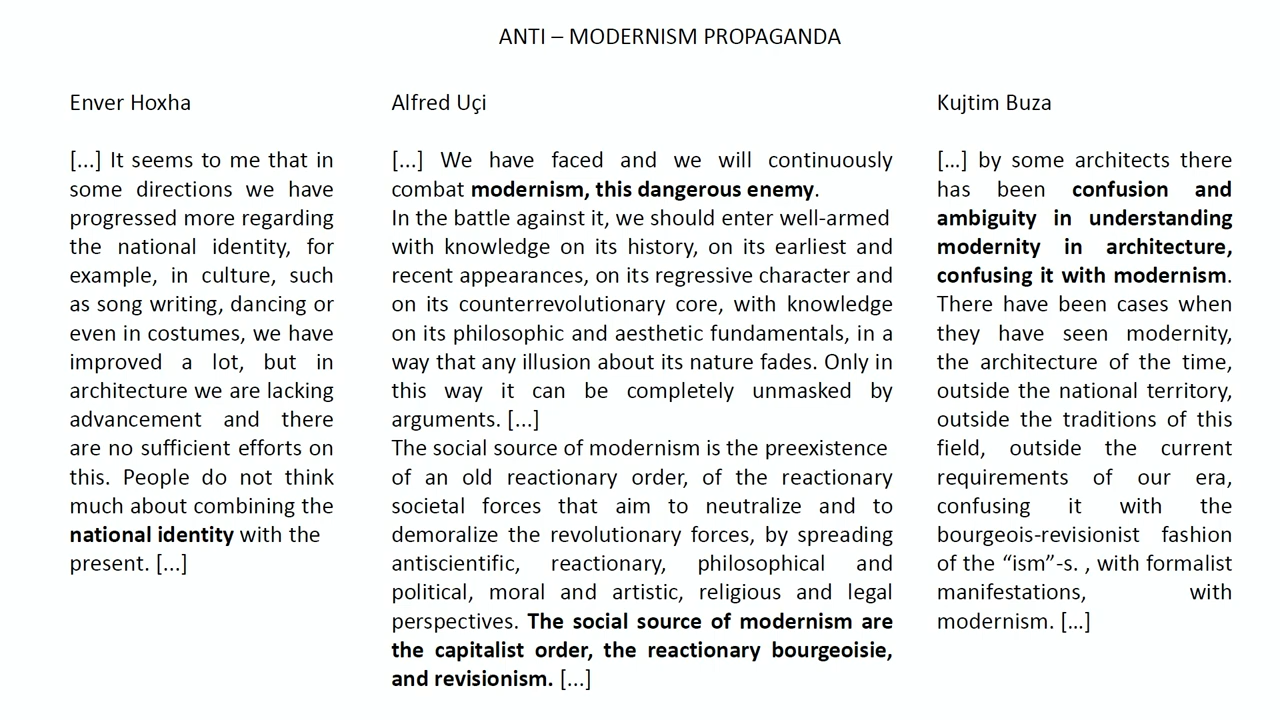 ANTI – MODERNISM PROPAGANDA
Enver Hoxha
[...] It seems to me that in
some directions we have
progressed more regarding
the national identity, for
example, in culture, such
as song writing, dancing or
even in costumes, we have
improved a lot, but in
architecture we are lacking
advancement and there
are no sufficient efforts on
this. People do not think
much about combining the
national identity with the
present. [...]
Alfred Uçi
[...] We have faced and we will continuously
combat modernism, this dangerous enemy.
In the battle against it, we should enter well-armed
with knowledge on its history, on its earliest and
recent appearances, on its regressive character and
on its counterrevolutionary core, with knowledge
on its philosophic and aesthetic fundamentals, in a
way that any illusion about its nature fades. Only in
this way it can be completely unmasked by
arguments. [...]
The social source of modernism is the preexistence
of an old reactionary order, of the reactionary
societal forces that aim to neutralize and to
demoralize the revolutionary forces, by spreading
antiscientific, reactionary, philosophical and
political, moral and artistic, religious and legal
perspectives. The social source of modernism are
the capitalist order, the reactionary bourgeoisie,
and revisionism. [...]
Kujtim Buza
[...] by some architects there
has been confusion and
ambiguity in understanding
modernity in architecture,
confusing it with modernism.
There have been cases when
they have seen modernity,
the architecture of the time,
outside the national territory,
outside the traditions of this
field, outside the current
requirements of our era,
confusing it with the
bourgeois-revisionist fashion
of the “ism”-s. , with formalist
manifestations, with
modernism. [...]